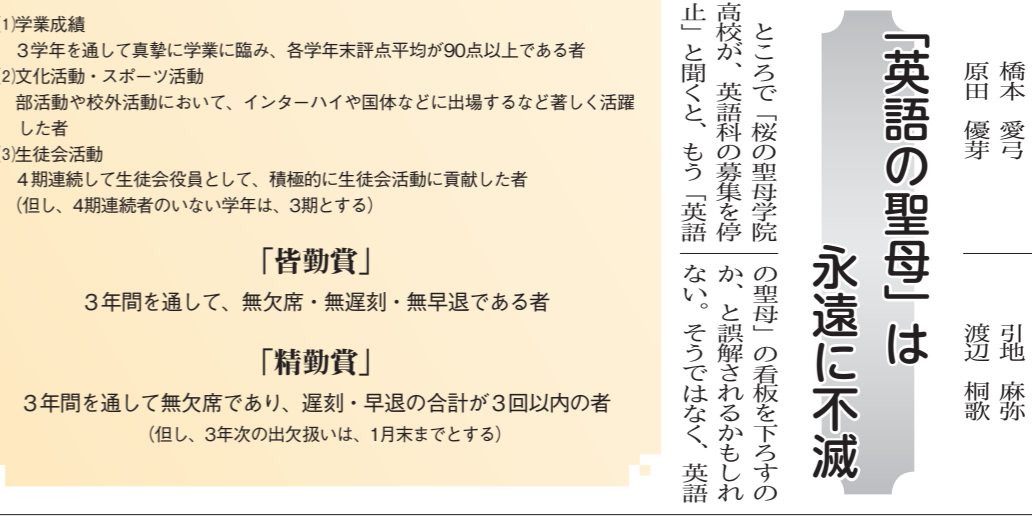 (1)学業成績
3学年を通して真摯に学業に臨み、各学年末評点平均が90点以上である者
(2)文化活動・スポーツ活動
部活動や校外活動において、インターハイや国体などに出場するなど著しく活躍
した者
(3)生徒会活動
4期連続して生徒会役員として、積極的に生徒会活動に貢献した者
(但し、4期連続者のいない学年は、3期とする)
「皆勤賞」
3年間を通して、無欠席・無遅刻・無早退である者
「精勤賞」
3年間を通して無欠席であり、遅刻・早退の合計が3回以内の者
(但し、3年次の出欠扱いは、1月末までとする)
橋本 愛弓
原田 優芽
引地 麻弥
渡辺 桐歌
「英語の聖母」は
永遠に不滅
ところで「桜の聖母学院
高校が、英語科の募集を停
止」と聞くと、もう「英語
の聖母」の看板を下ろすの
か、と誤解されるかもしれ
ない。そうではなく、英語